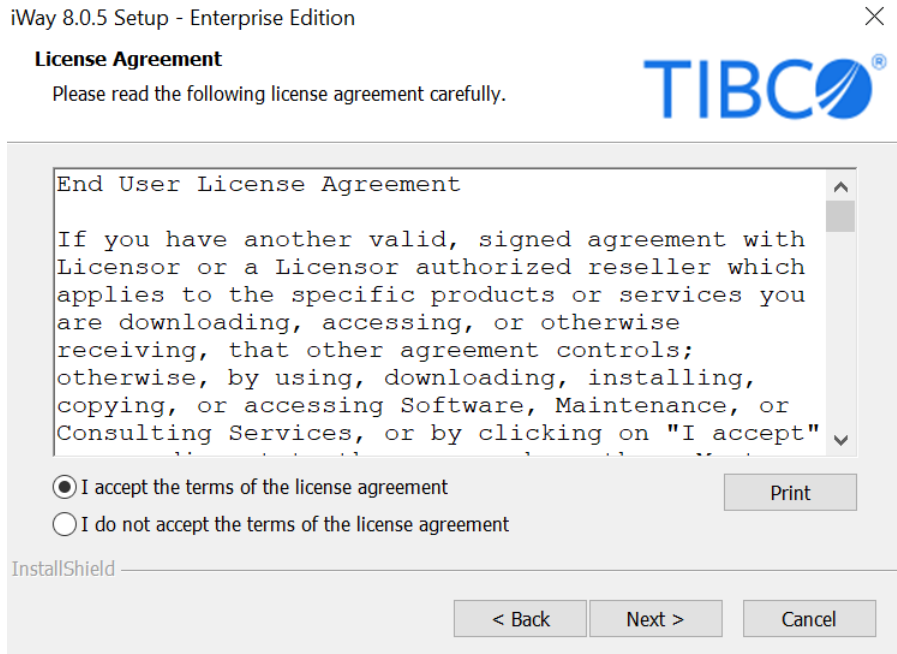 iWay 8.0.5 Setup - Enterprise Edition
License Agreement
Please read the following license agreement carefully.
TIBCO®
End User License Agreement
If you have another valid, signed agreement with
Licensor or a Licensor authorized reseller which
applies to the specific products or services you
are downloading, accessing, or otherwise
receiving, that other agreement controls;
otherwise, by using, downloading, installing,
copying, or accessing Software, Maintenance, or
Consulting Services, or by clicking on "I accept"
I accept the terms of the license agreement
Print
I do not accept the terms of the license agreement
InstallShield
< Back
Next >
Cancel